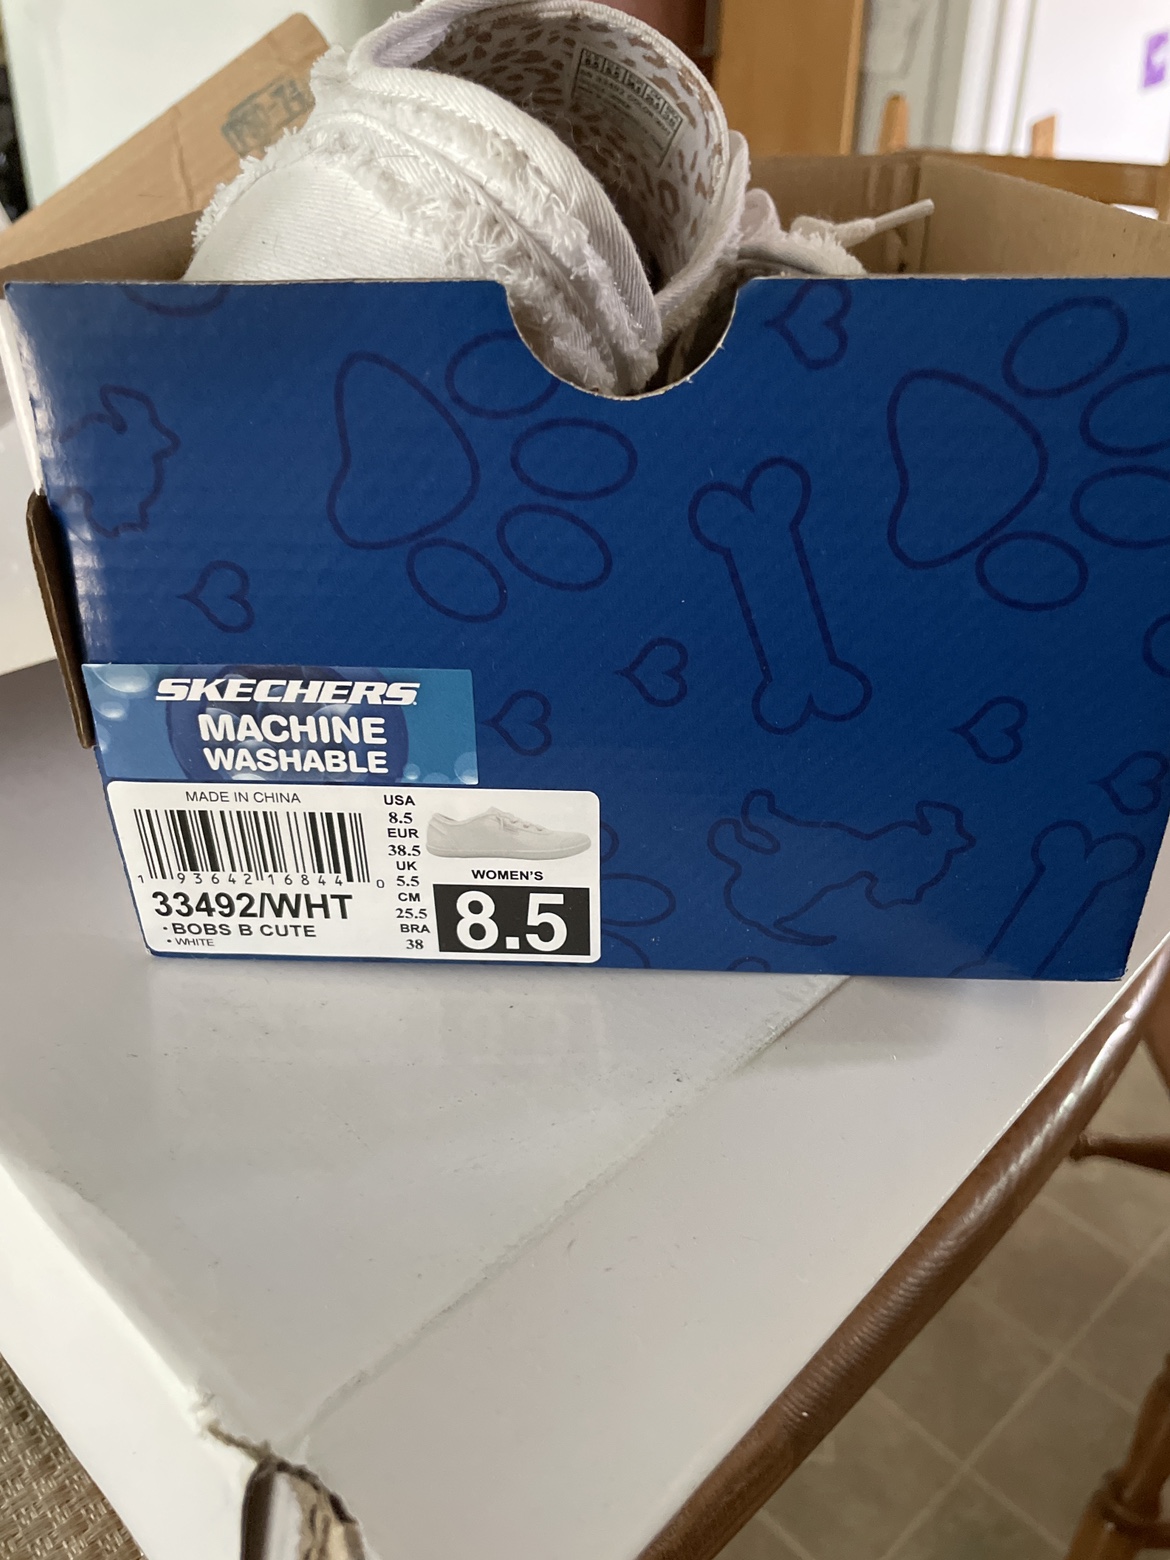 SKECHERS
MACHINE
WASHABLE
MADE IN CHINA
1 93642 16844 0
33492/WHT
·BOBS B CUTE
• WHITE
USA
8.5
EUR
38.5
UK
5.5
CM
25.5
BRA
38
WOMEN'S
8.5